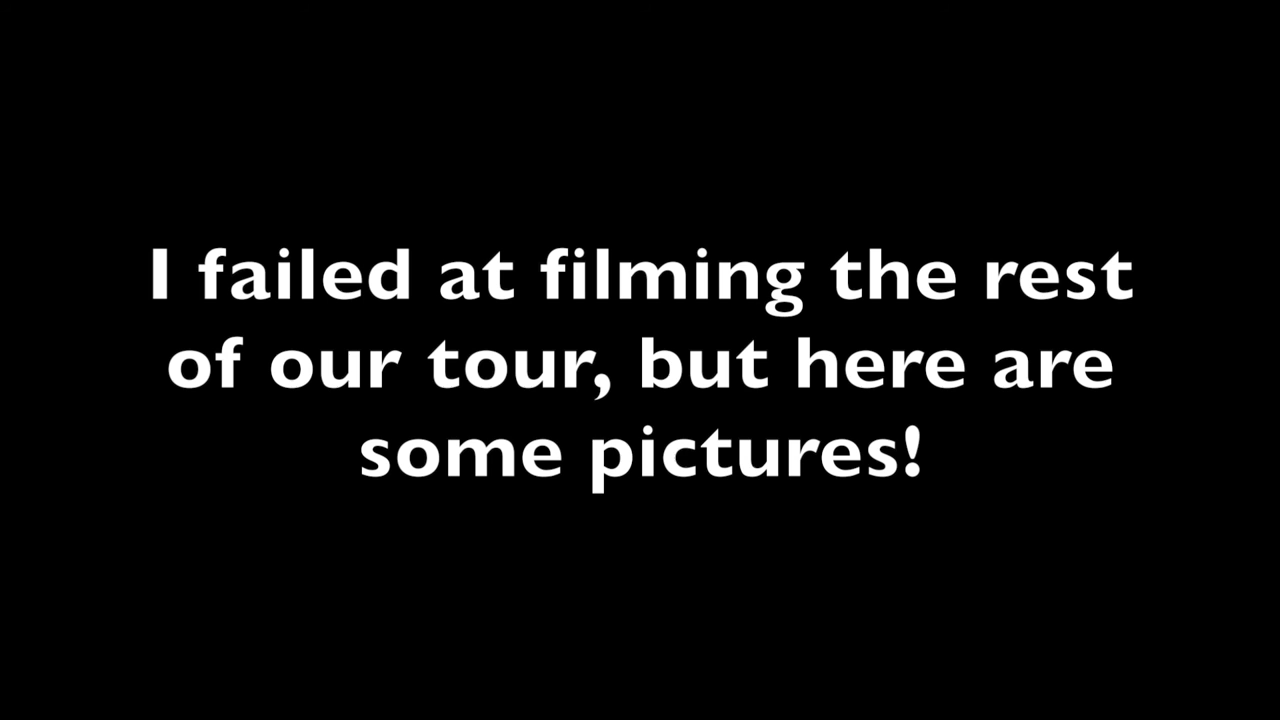 I failed at filming the rest
of our tour, but here are
some pictures!